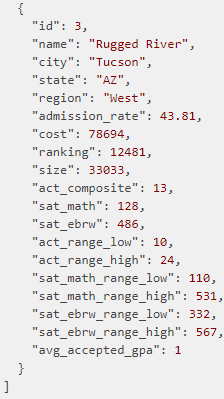 {
"id": 3,
"name": "Rugged River",
"city": "Tucson",
"state": "AZ",
"region": "West",
"admission_rate": 43.81,
"cost": 78694,
"ranking": 12481,
"size": 33033,
"act_composite": 13,
"sat_math": 128,
"sat_ebrw": 486,
"act_range_low": 10,
"act_range_high": 24,
"sat_math_range_low": 110,
"sat_math_range_high": 531,
"sat_ebrw_range_low": 332,
"sat_ebrw_range_high": 567,
"avg_accepted_gpa": 1
}
]